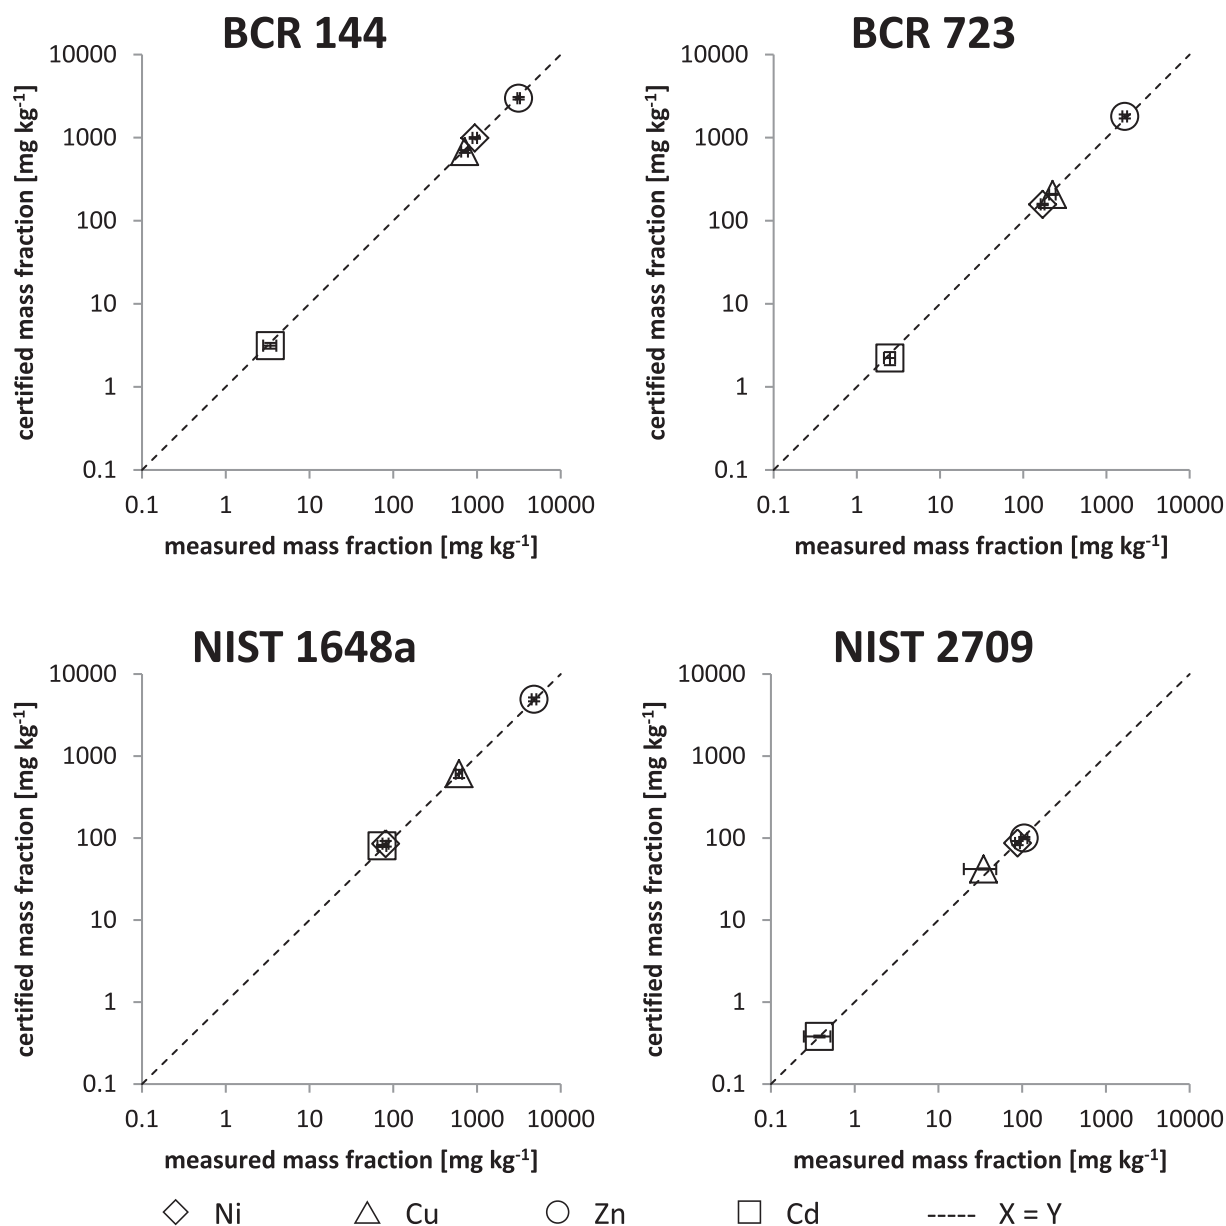 BCR 144
10000
1000
100
10
1
0.1
certified mass fraction [mg kg⁻¹]
0.1 1 10 100 1000 10000
measured mass fraction [mg kg⁻¹]
BCR 723
10000
1000
100
10
1
0.1
certified mass fraction [mg kg⁻¹]
0.1 1 10 100 1000 10000
measured mass fraction [mg kg⁻¹]
NIST 1648a
10000
1000
100
10
1
0.1
certified mass fraction [mg kg⁻¹]
0.1 1 10 100 1000 10000
measured mass fraction [mg kg⁻¹]
NIST 2709
10000
1000
100
10
1
0.1
certified mass fraction [mg kg⁻¹]
0.1 1 10 100 1000 10000
measured mass fraction [mg kg⁻¹]
Ni Cu Zn Cd X = Y